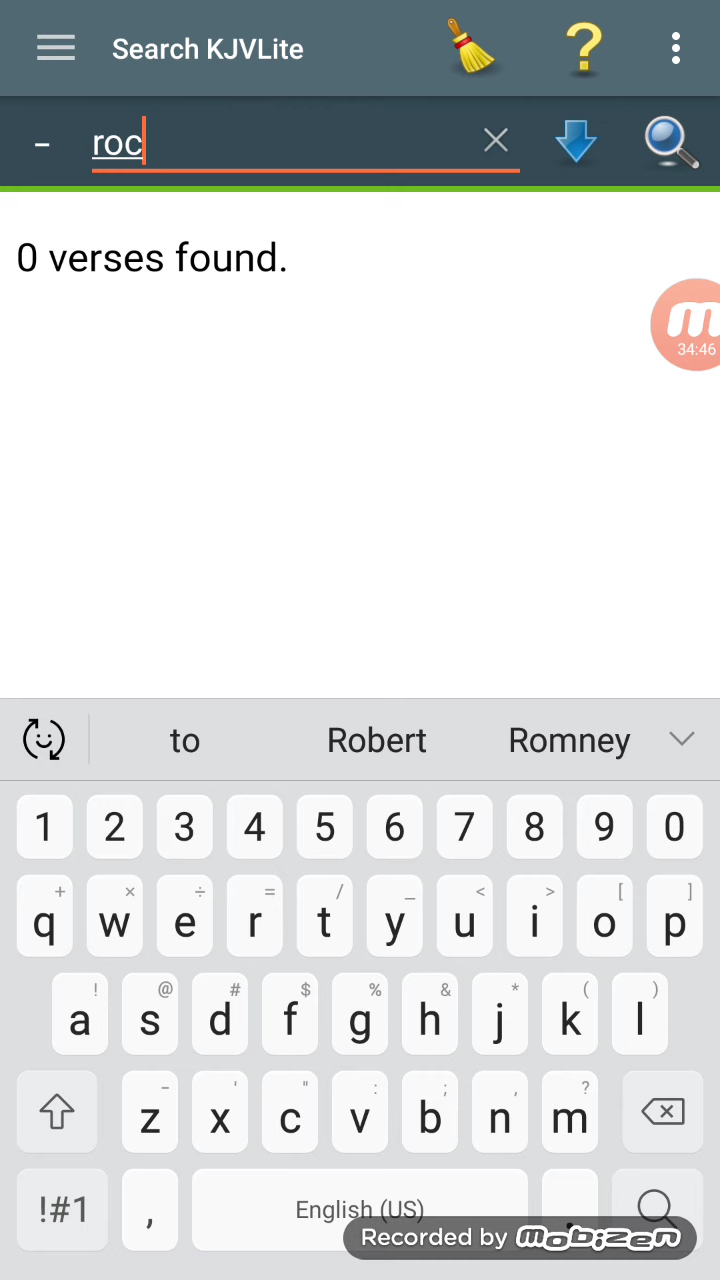 Search KJVLite
- roc
0 verses found.
m
34:46
to Robert Romney
1 2 3 4 5 6 7 8 9 0
+ × ÷ = / _ < > [ ]
q w e r t y u i o p
! @ # $ % & * ( )
a s d f g h j k l
- ' " : ; , ?
z x c v b n m
!#1 , English (US) .
Recorded by mobizen